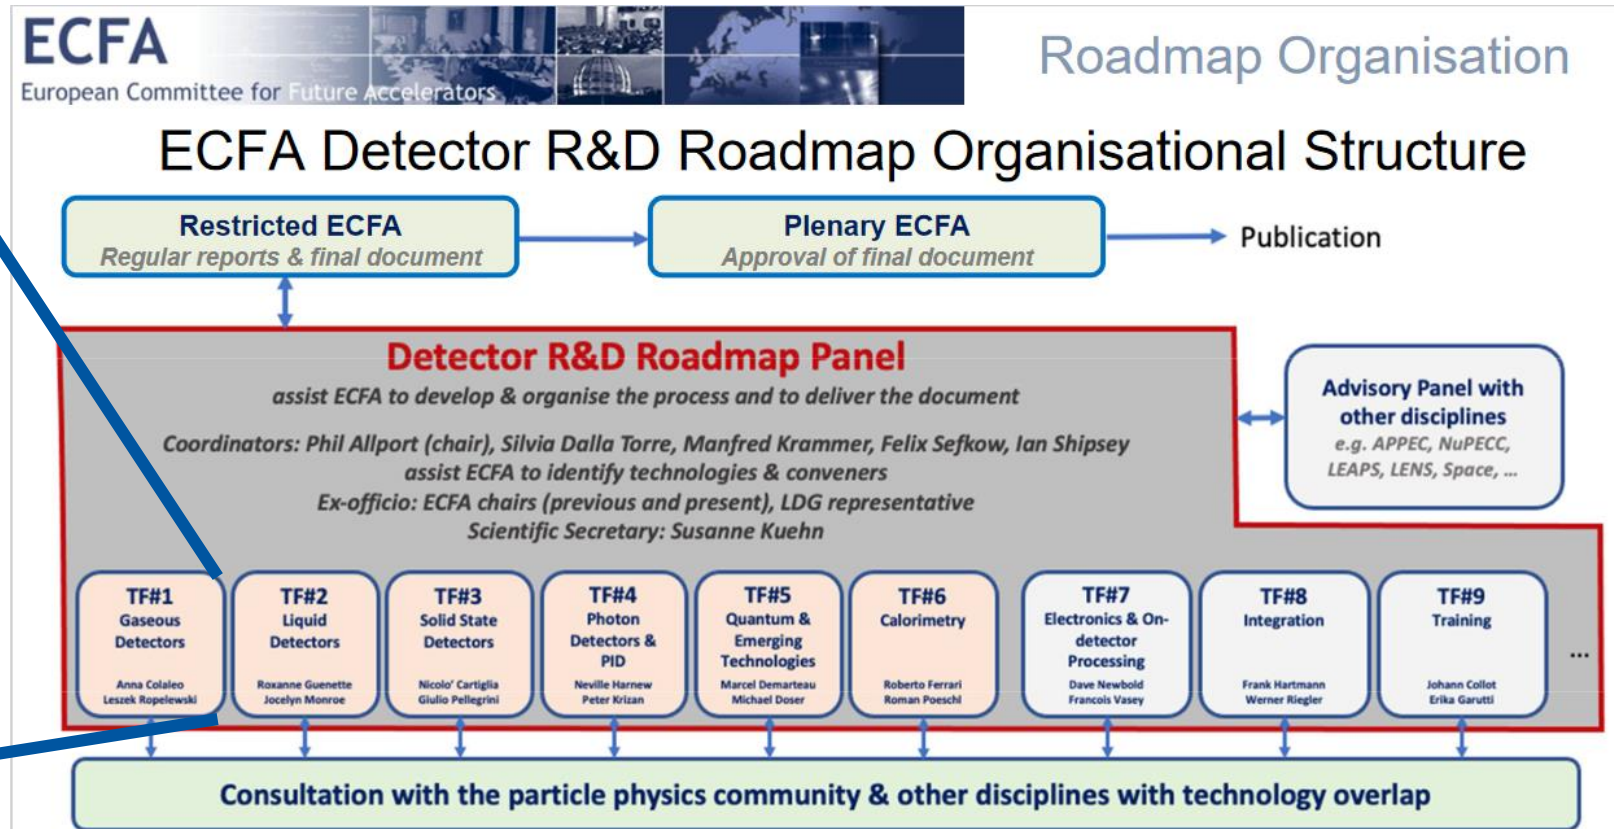 ECFA
European Committee for Future Accelerators
Roadmap Organisation
ECFA Detector R&D Roadmap Organisational Structure
Restricted ECFA
Regular reports & final document
Plenary ECFA
Approval of final document
Publication
Detector R&D Roadmap Panel
assist ECFA to develop & organise the process and to deliver the document
Coordinators: Phil Allport (chair), Silvia Dalla Torre, Manfred Krammer, Felix Sefkow, Ian Shipsey
assist ECFA to identify technologies & conveners
Ex-officio: ECFA chairs (previous and present), LDG representative
Scientific Secretary: Susanne Kuehn
Advisory Panel with
other disciplines
e.g. APPEC, NuPECC,
LEAPS, LENS, Space, ...
TF#1
Gaseous
Detectors
Anna Colaleo
Leszek Ropelewski
TF#2
Liquid
Detectors
Roxanne Guenette
Jocelyn Monroe
TF#3
Solid State
Detectors
Nicolo' Cartiglia
Giulio Pellegrini
TF#4
Photon
Detectors &
PID
Neville Harnew
Peter Krizan
TF#5
Quantum &
Emerging
Technologies
Marcel Demarteau
Michael Doser
TF#6
Calorimetry
Roberto Ferrari
Roman Poeschl
TF#7
Electronics & On-
detector
Processing
Dave Newbold
Francois Vasey
TF#8
Integration
Frank Hartmann
Werner Riegler
TF#9
Training
Johann Collot
Erika Garutti
...
Consultation with the particle physics community & other disciplines with technology overlap